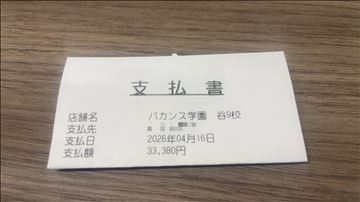 支 払 書
店舗名 バカンス学園 谷9校
支払先
支払日 2026年04月16日
支払額 33,380円